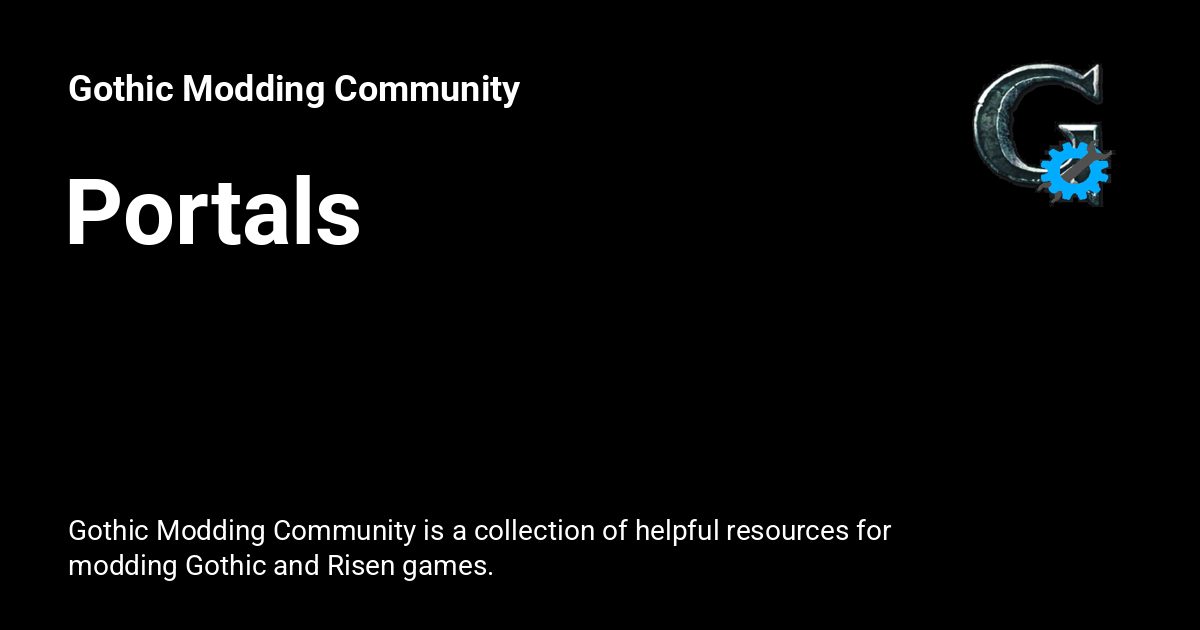 Gothic Modding Community
Portals
G
Gothic Modding Community is a collection of helpful resources for
modding Gothic and Risen games.